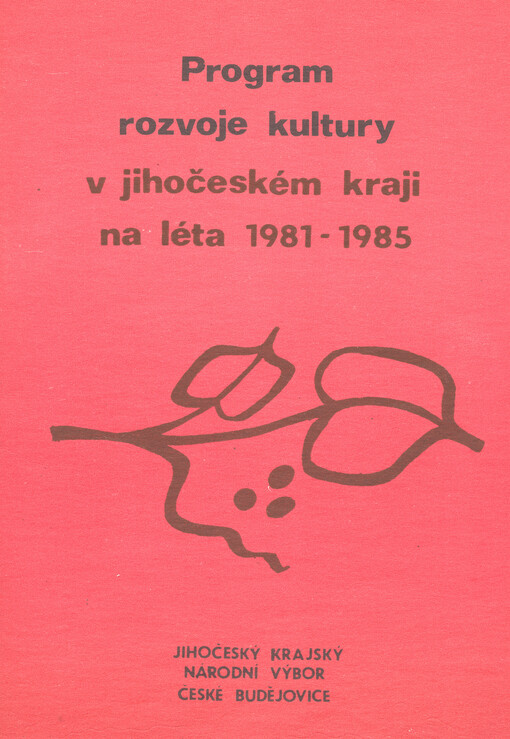 Program
rozvoje kultury
v jihočeském kraji
na léta 1981-1985
JIHOČESKÝ KRAJSKÝ
NÁRODNÍ VÝBOR
ČESKÉ BUDĚJOVICE